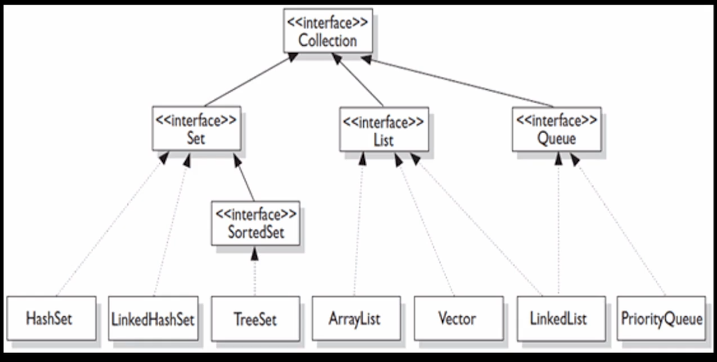 <<interface>>
Collection
<<interface>>
Set
<<interface>>
List
<<interface>>
Queue
<<interface>>
SortedSet
HashSet
LinkedHashSet
TreeSet
ArrayList
Vector
LinkedList
PriorityQueue